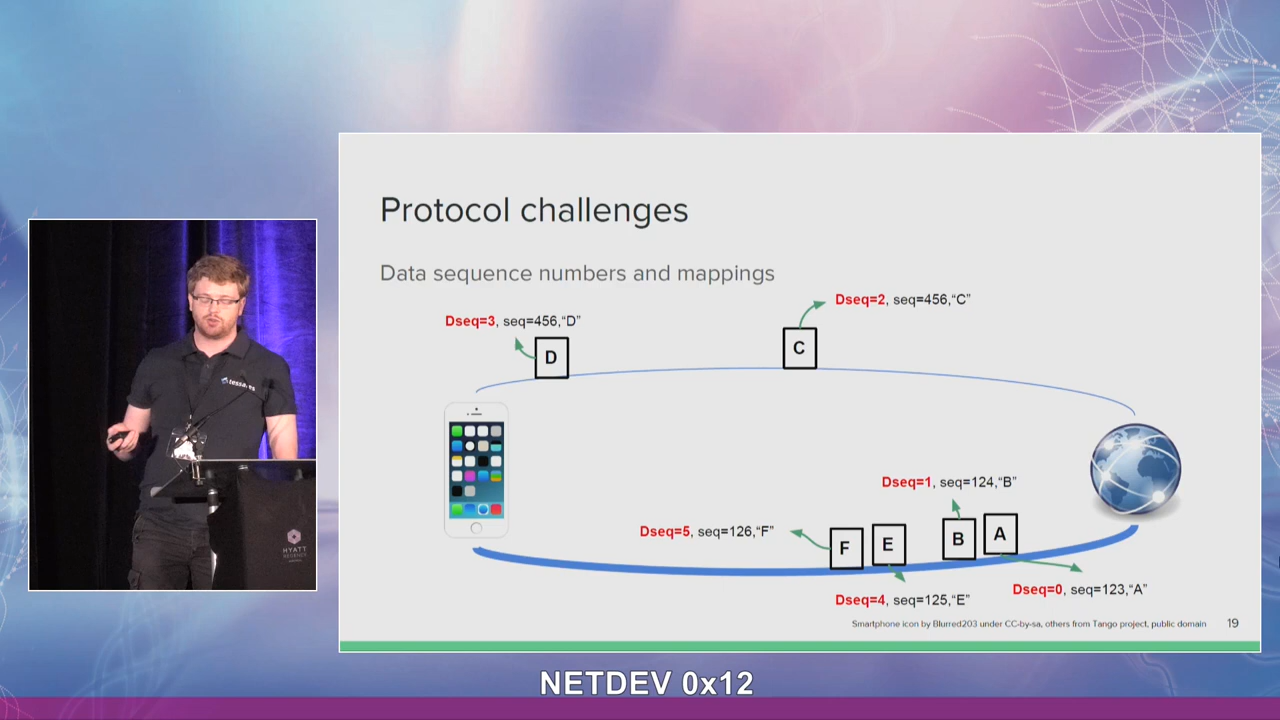 Protocol challenges
Data sequence numbers and mappings
Dseq=2, seq=456,“C”
Dseq=3, seq=456,“D”
C
D
Dseq=1, seq=124,“B”
Dseq=5, seq=126,“F”
F
E
B
A
Dseq=0, seq=123,“A”
Dseq=4, seq=125,“E”
Smartphone icon by Blurred203 under CC-by-sa, others from Tango project, public domain
19
HYATT
REGENCY
NETDEV 0x12